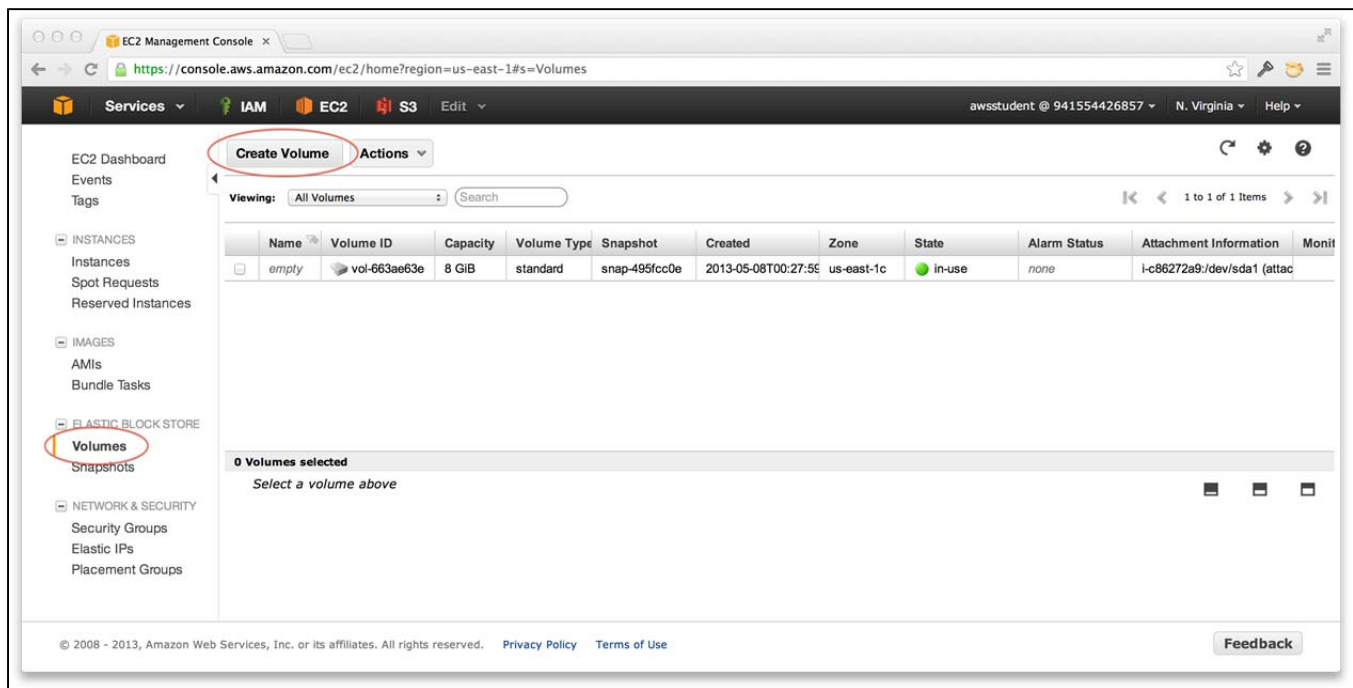 EC2 Management Console ×
https://console.aws.amazon.com/ec2/home?region=us-east-1#s=Volumes
Services IAM EC2 S3 Edit awsstudent @ 941554426857 N. Virginia Help
EC2 Dashboard
Events
Tags
INSTANCES
Instances
Spot Requests
Reserved Instances
IMAGES
AMIs
Bundle Tasks
ELASTIC BLOCK STORE
Volumes
Snapshots
NETWORK & SECURITY
Security Groups
Elastic IPs
Placement Groups
Create Volume Actions
Viewing: All Volumes Search 1 to 1 of 1 Items
Name Volume ID Capacity Volume Type Snapshot Created Zone State Alarm Status Attachment Information Monit
empty vol-663ae63e 8 GiB standard snap-495fcc0e 2013-05-08T00:27:59 us-east-1c in-use none i-c86272a9:/dev/sda1 (attac
0 Volumes selected
Select a volume above
© 2008 - 2013, Amazon Web Services, Inc. or its affiliates. All rights reserved. Privacy Policy Terms of Use Feedback